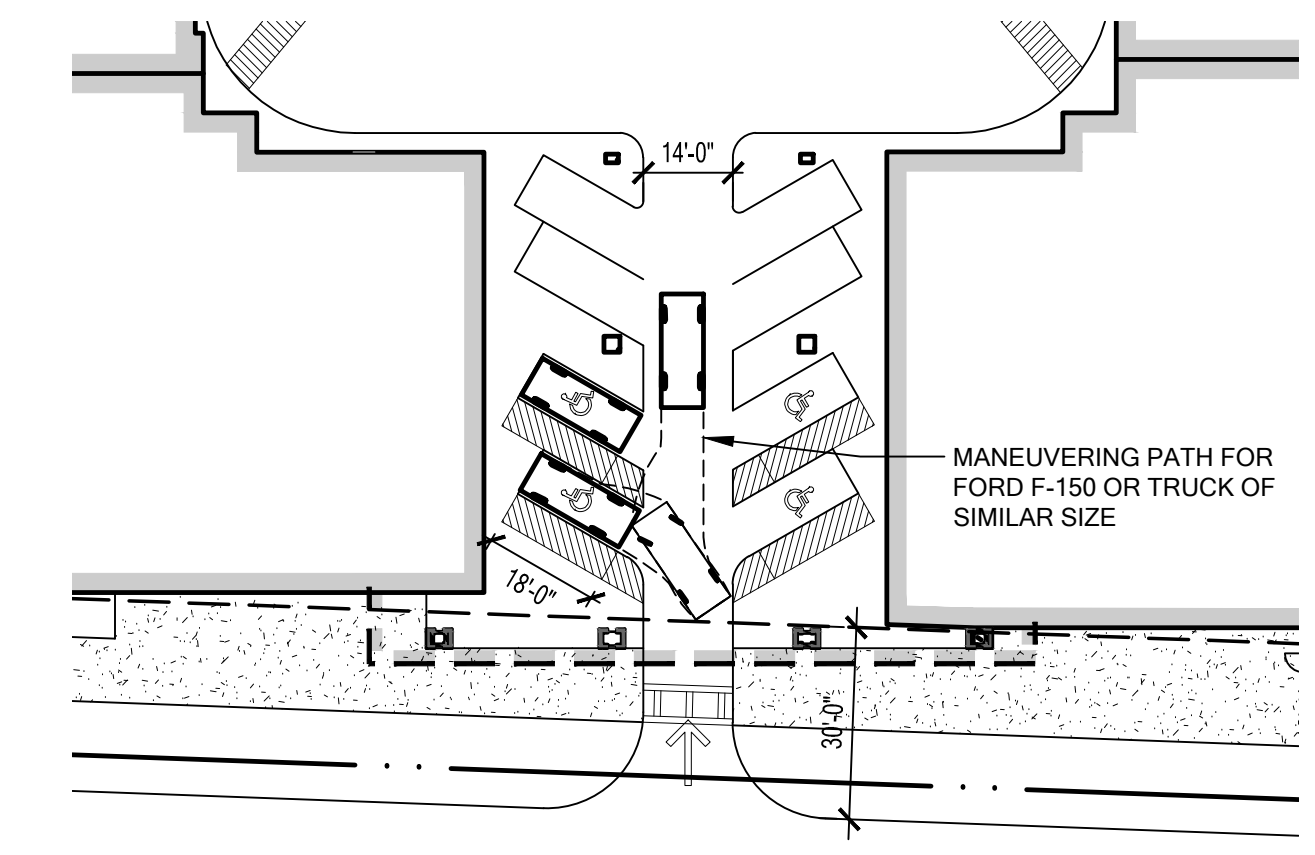 14'-0"
MANEUVERING PATH FOR
FORD F-150 OR TRUCK OF
SIMILAR SIZE
18'-0"
30'-0"